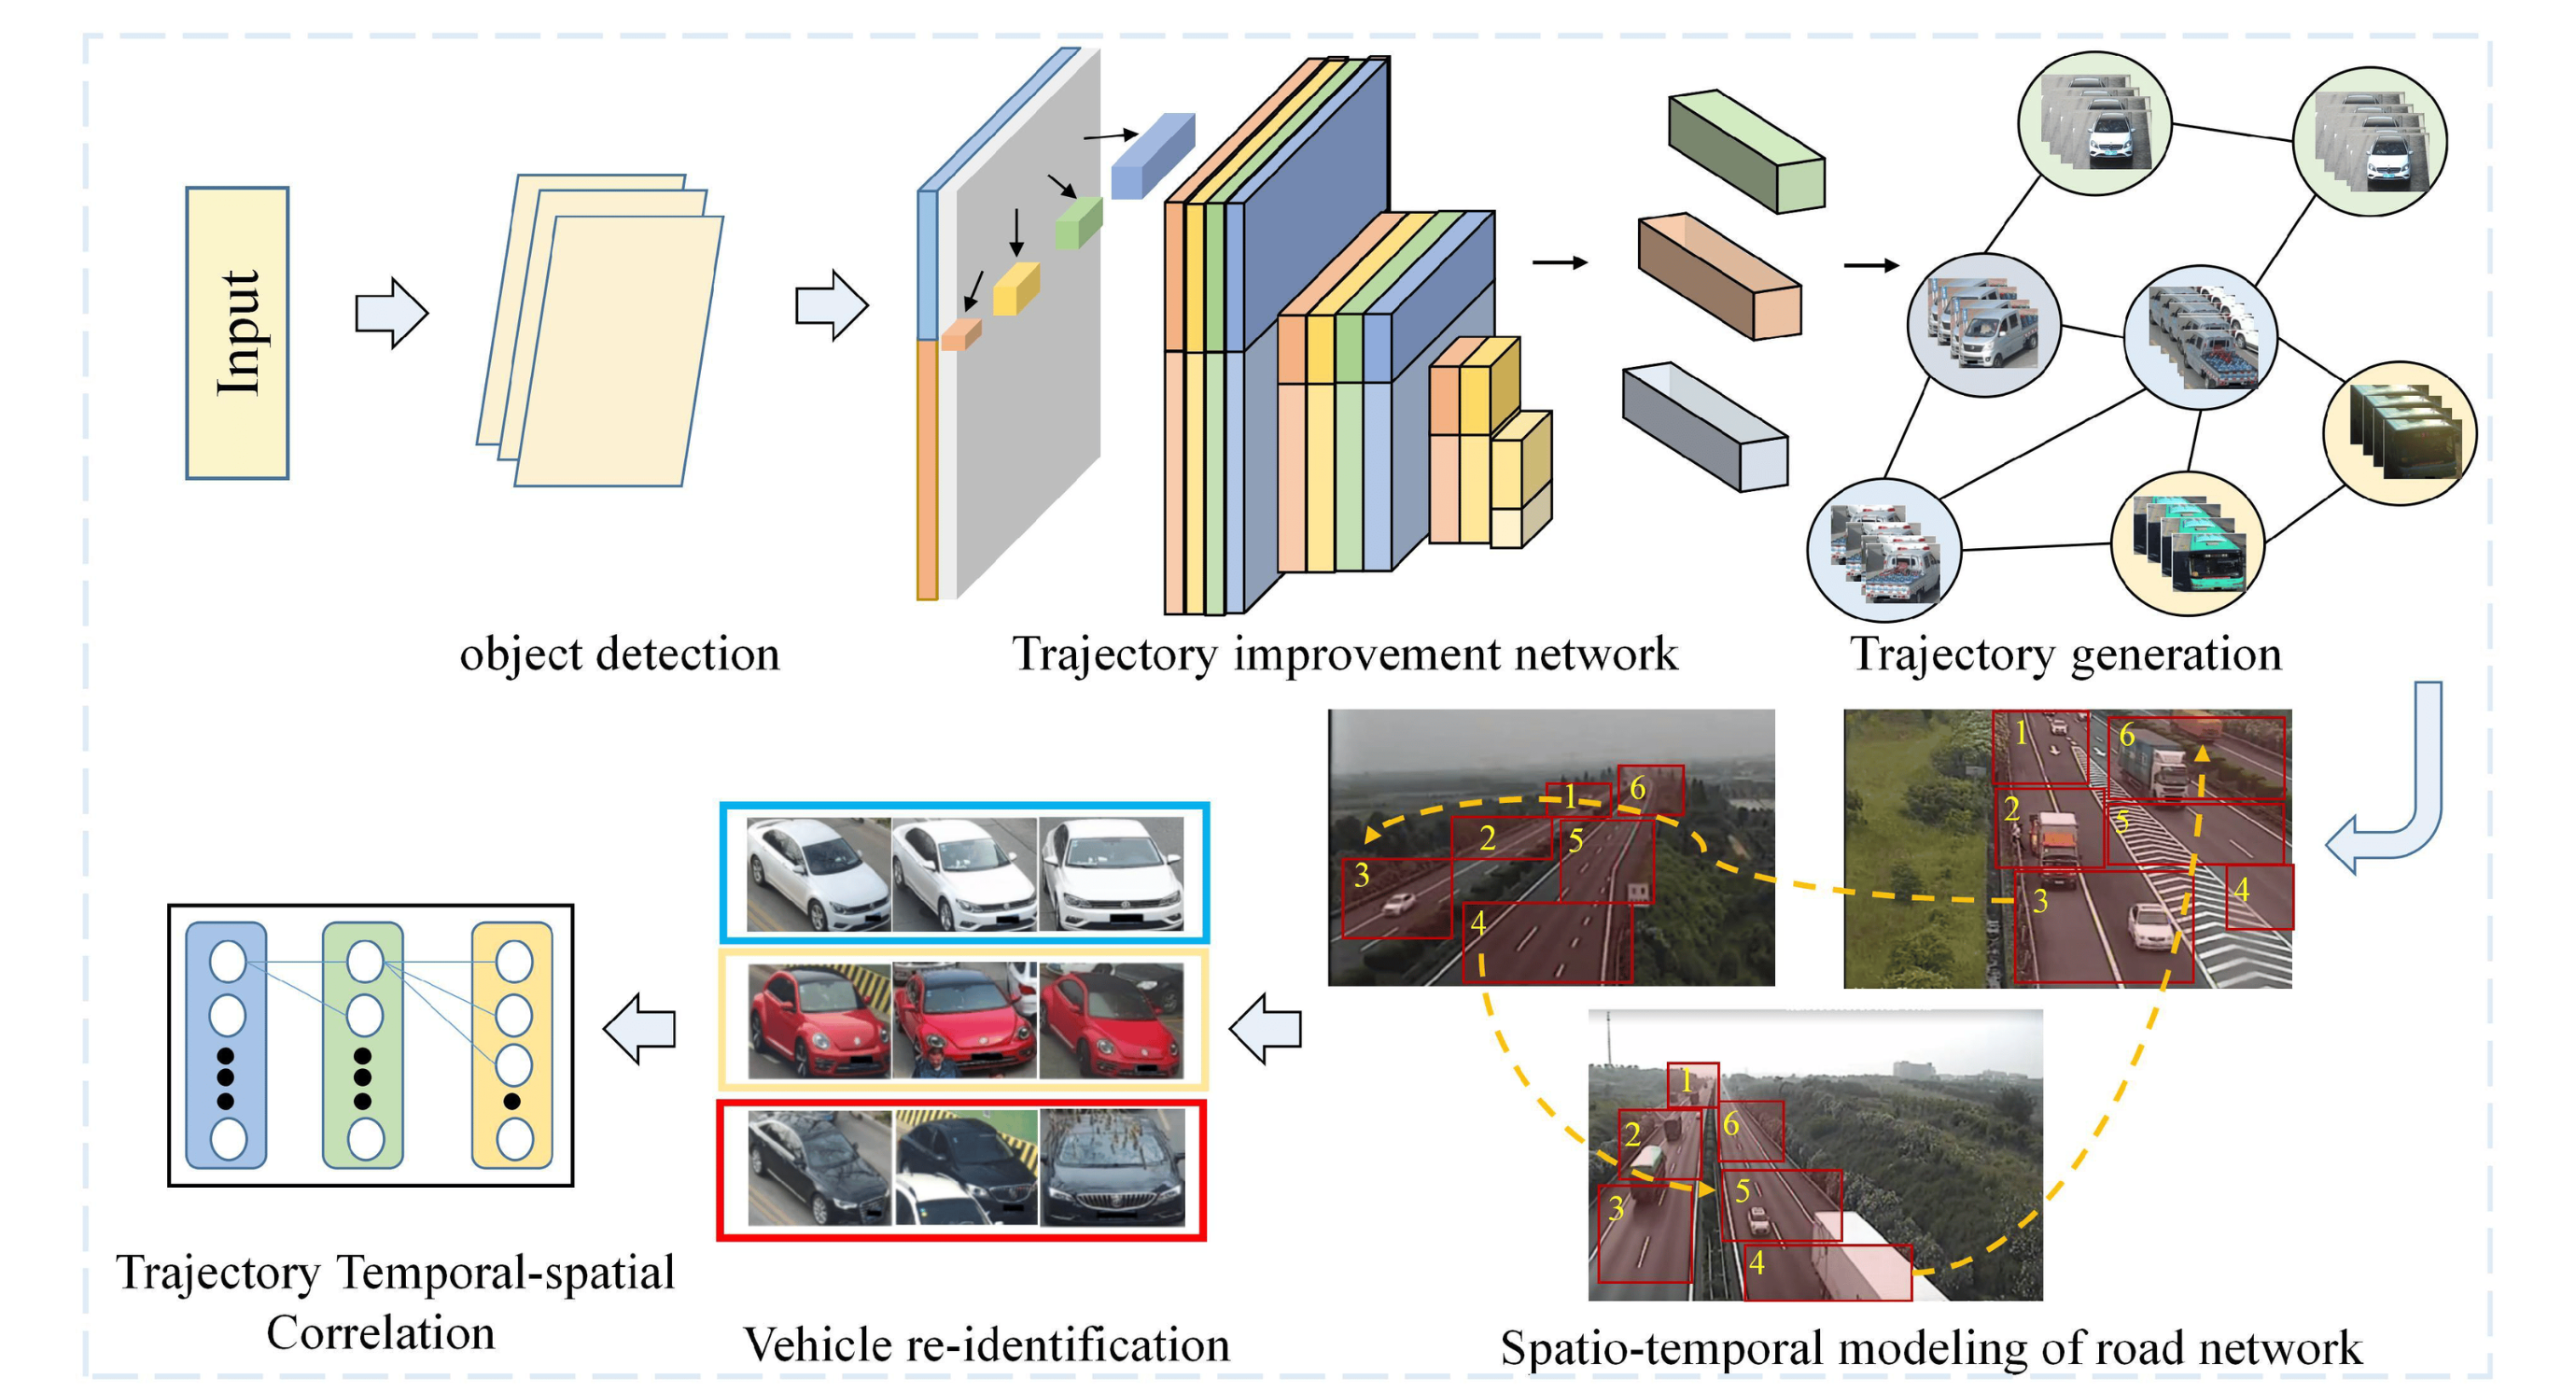 Input
object detection
Trajectory improvement network
Trajectory generation
1
6
2
5
3
4
1
6
2
5
3
4
1
2
6
3
5
4
Trajectory Temporal-spatial
Correlation
Vehicle re-identification
Spatio-temporal modeling of road network